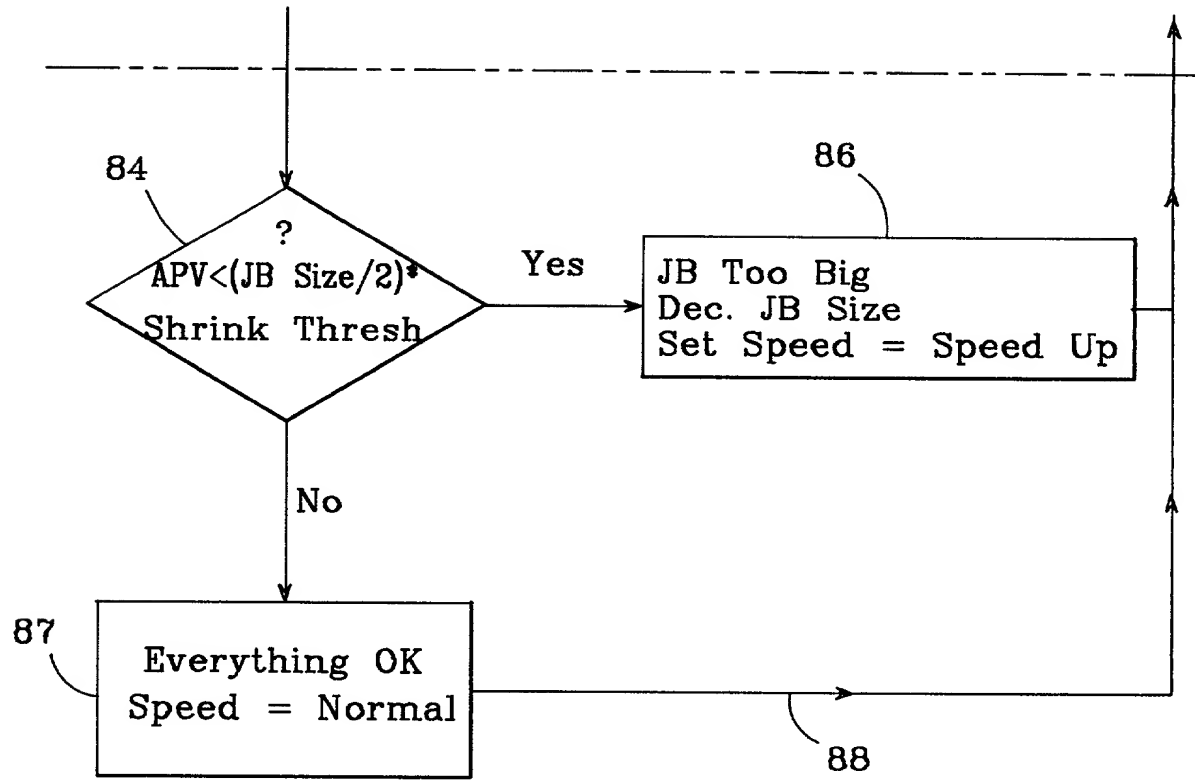 84
?
APV<(JB Size/2)*
Shrink Thresh
Yes
86
JB Too Big
Dec. JB Size
Set Speed = Speed Up
No
87
Everything OK
Speed = Normal
88